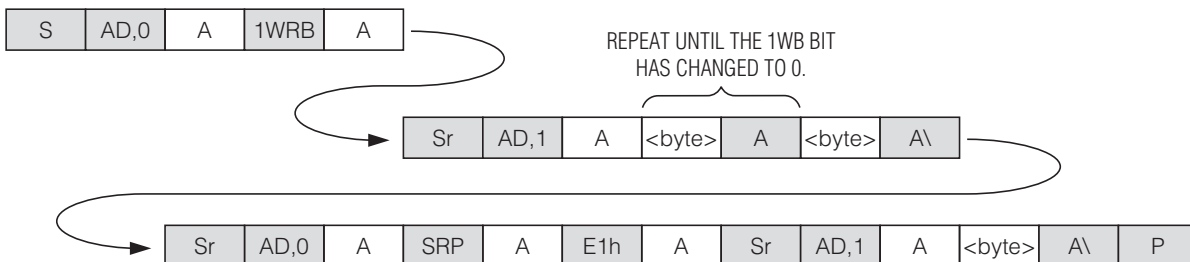 S AD,0 A 1WRB A
REPEAT UNTIL THE 1WB BIT
HAS CHANGED TO 0.
Sr AD,1 A <byte> A <byte> A\
Sr AD,0 A SRP A E1h A Sr AD,1 A <byte> A\ P